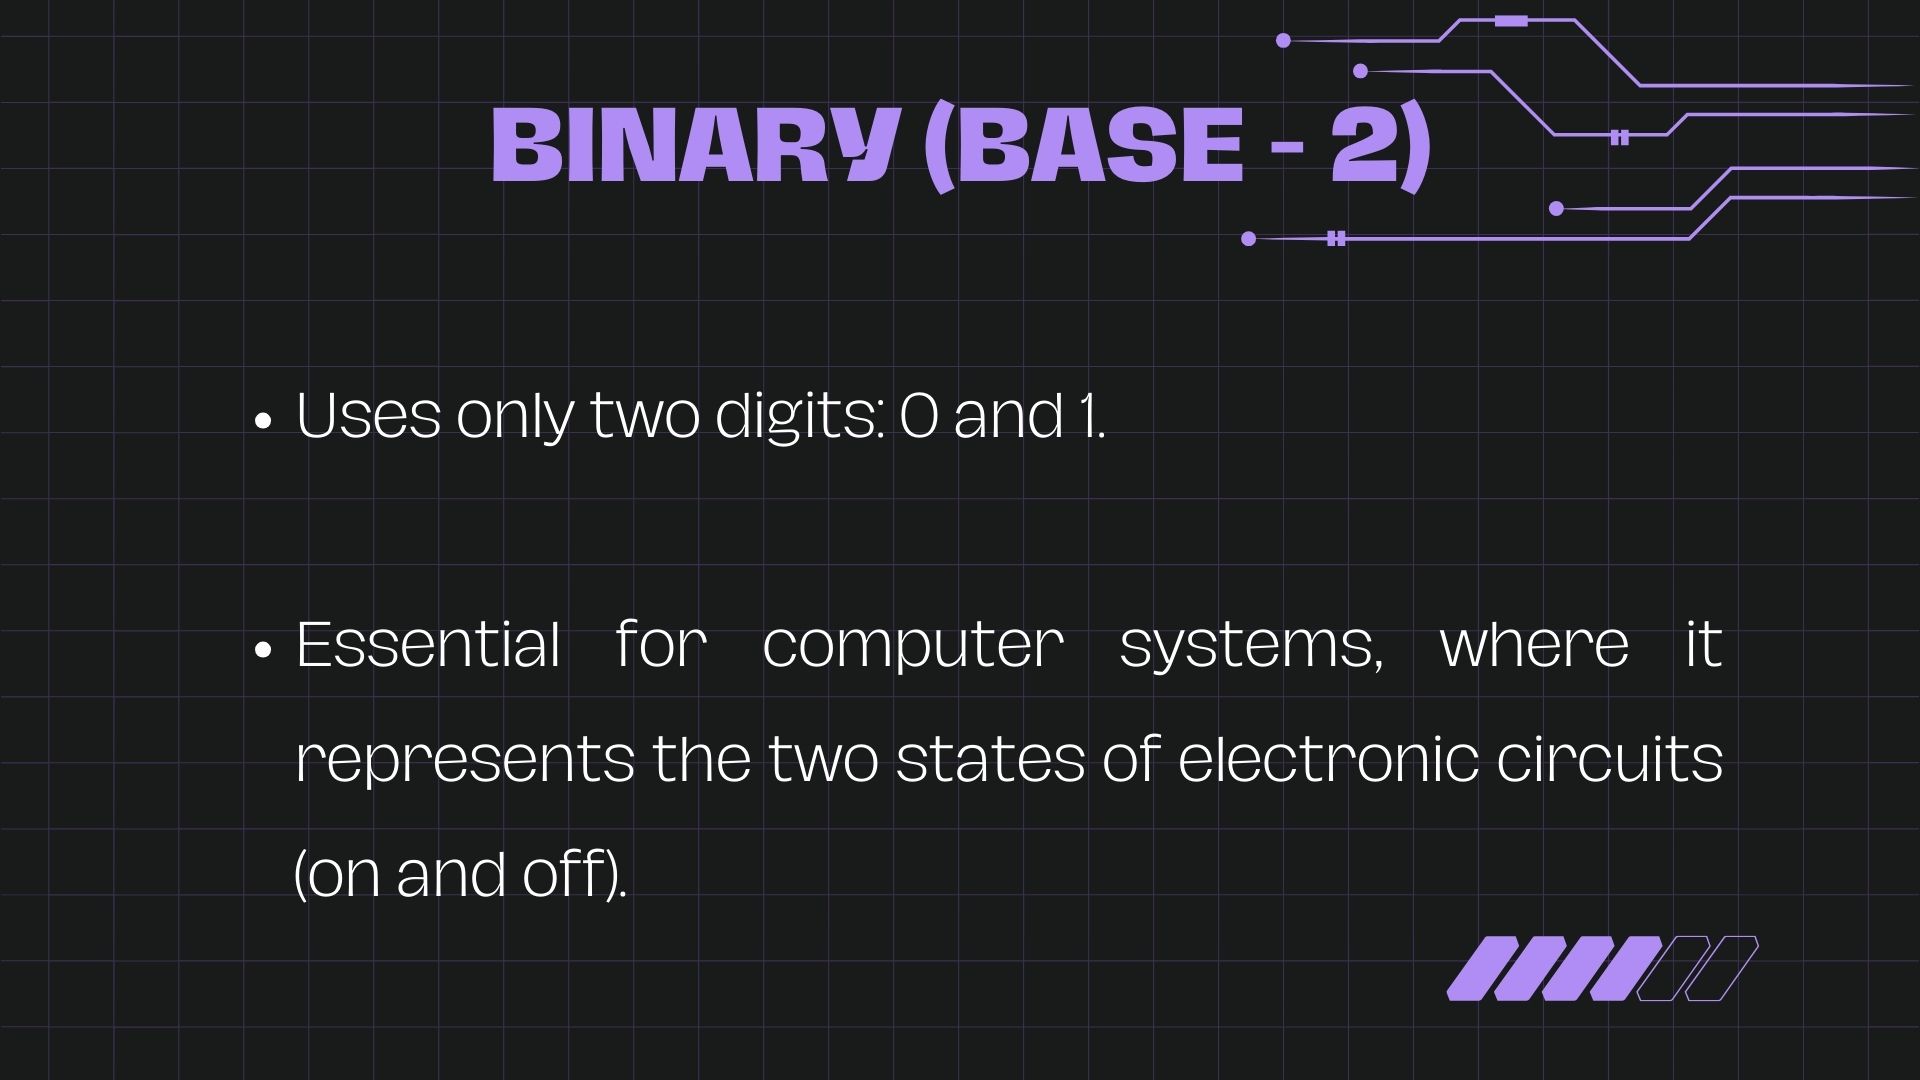 BINARY (BASE - 2)
• Uses only two digits: 0 and 1.
• Essential for computer systems, where it
represents the two states of electronic circuits
(on and off).